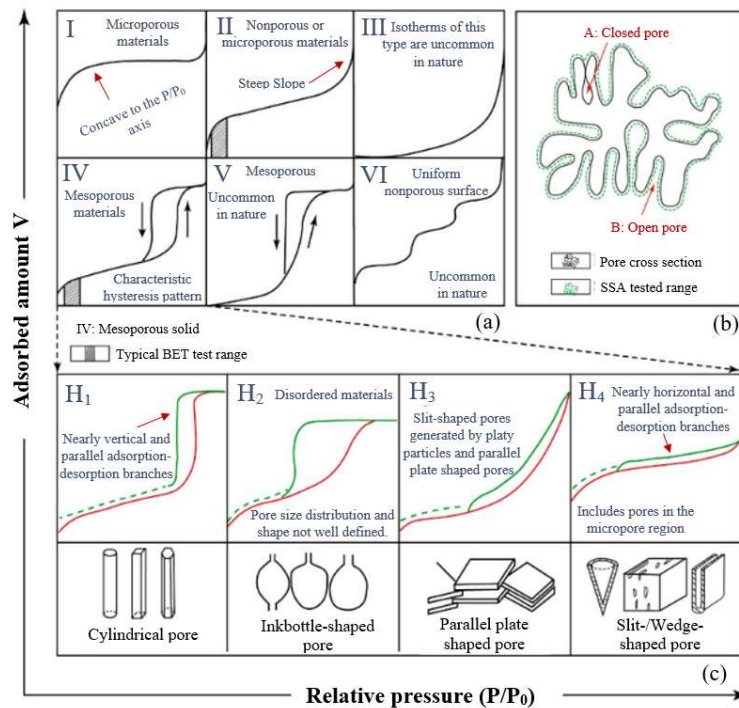 Adsorbed amount V
I
Microporous
materials
Concave to the P/P₀
axis
II
Nonporous or
microporous materials
Steep Slope
III
Isotherms of this
type are uncommon
in nature
IV
Mesoporous
materials
Characteristic
hysteresis pattern
V
Mesoporous
Uncommon
in nature
VI
Uniform
nonporous surface
Uncommon
in nature
(a)
A: Closed pore
B: Open pore
Pore cross section
SSA tested range
(b)
IV: Mesoporous solid
Typical BET test range
H₁
Nearly vertical and
parallel adsorption-
desorption branches
H₂
Disordered materials
Pore size distribution and
shape not well defined.
H₃
Slit-shaped pores
generated by platy
particles and parallel
plate shaped pores.
H₄
Nearly horizontal and
parallel adsorption-
desorption branches
Includes pores in the
micropore region
Cylindrical pore
Inkbottle-shaped
pore
Parallel plate
shaped pore
Slit-/Wedge-
shaped pore
(c)
Relative pressure (P/P₀)